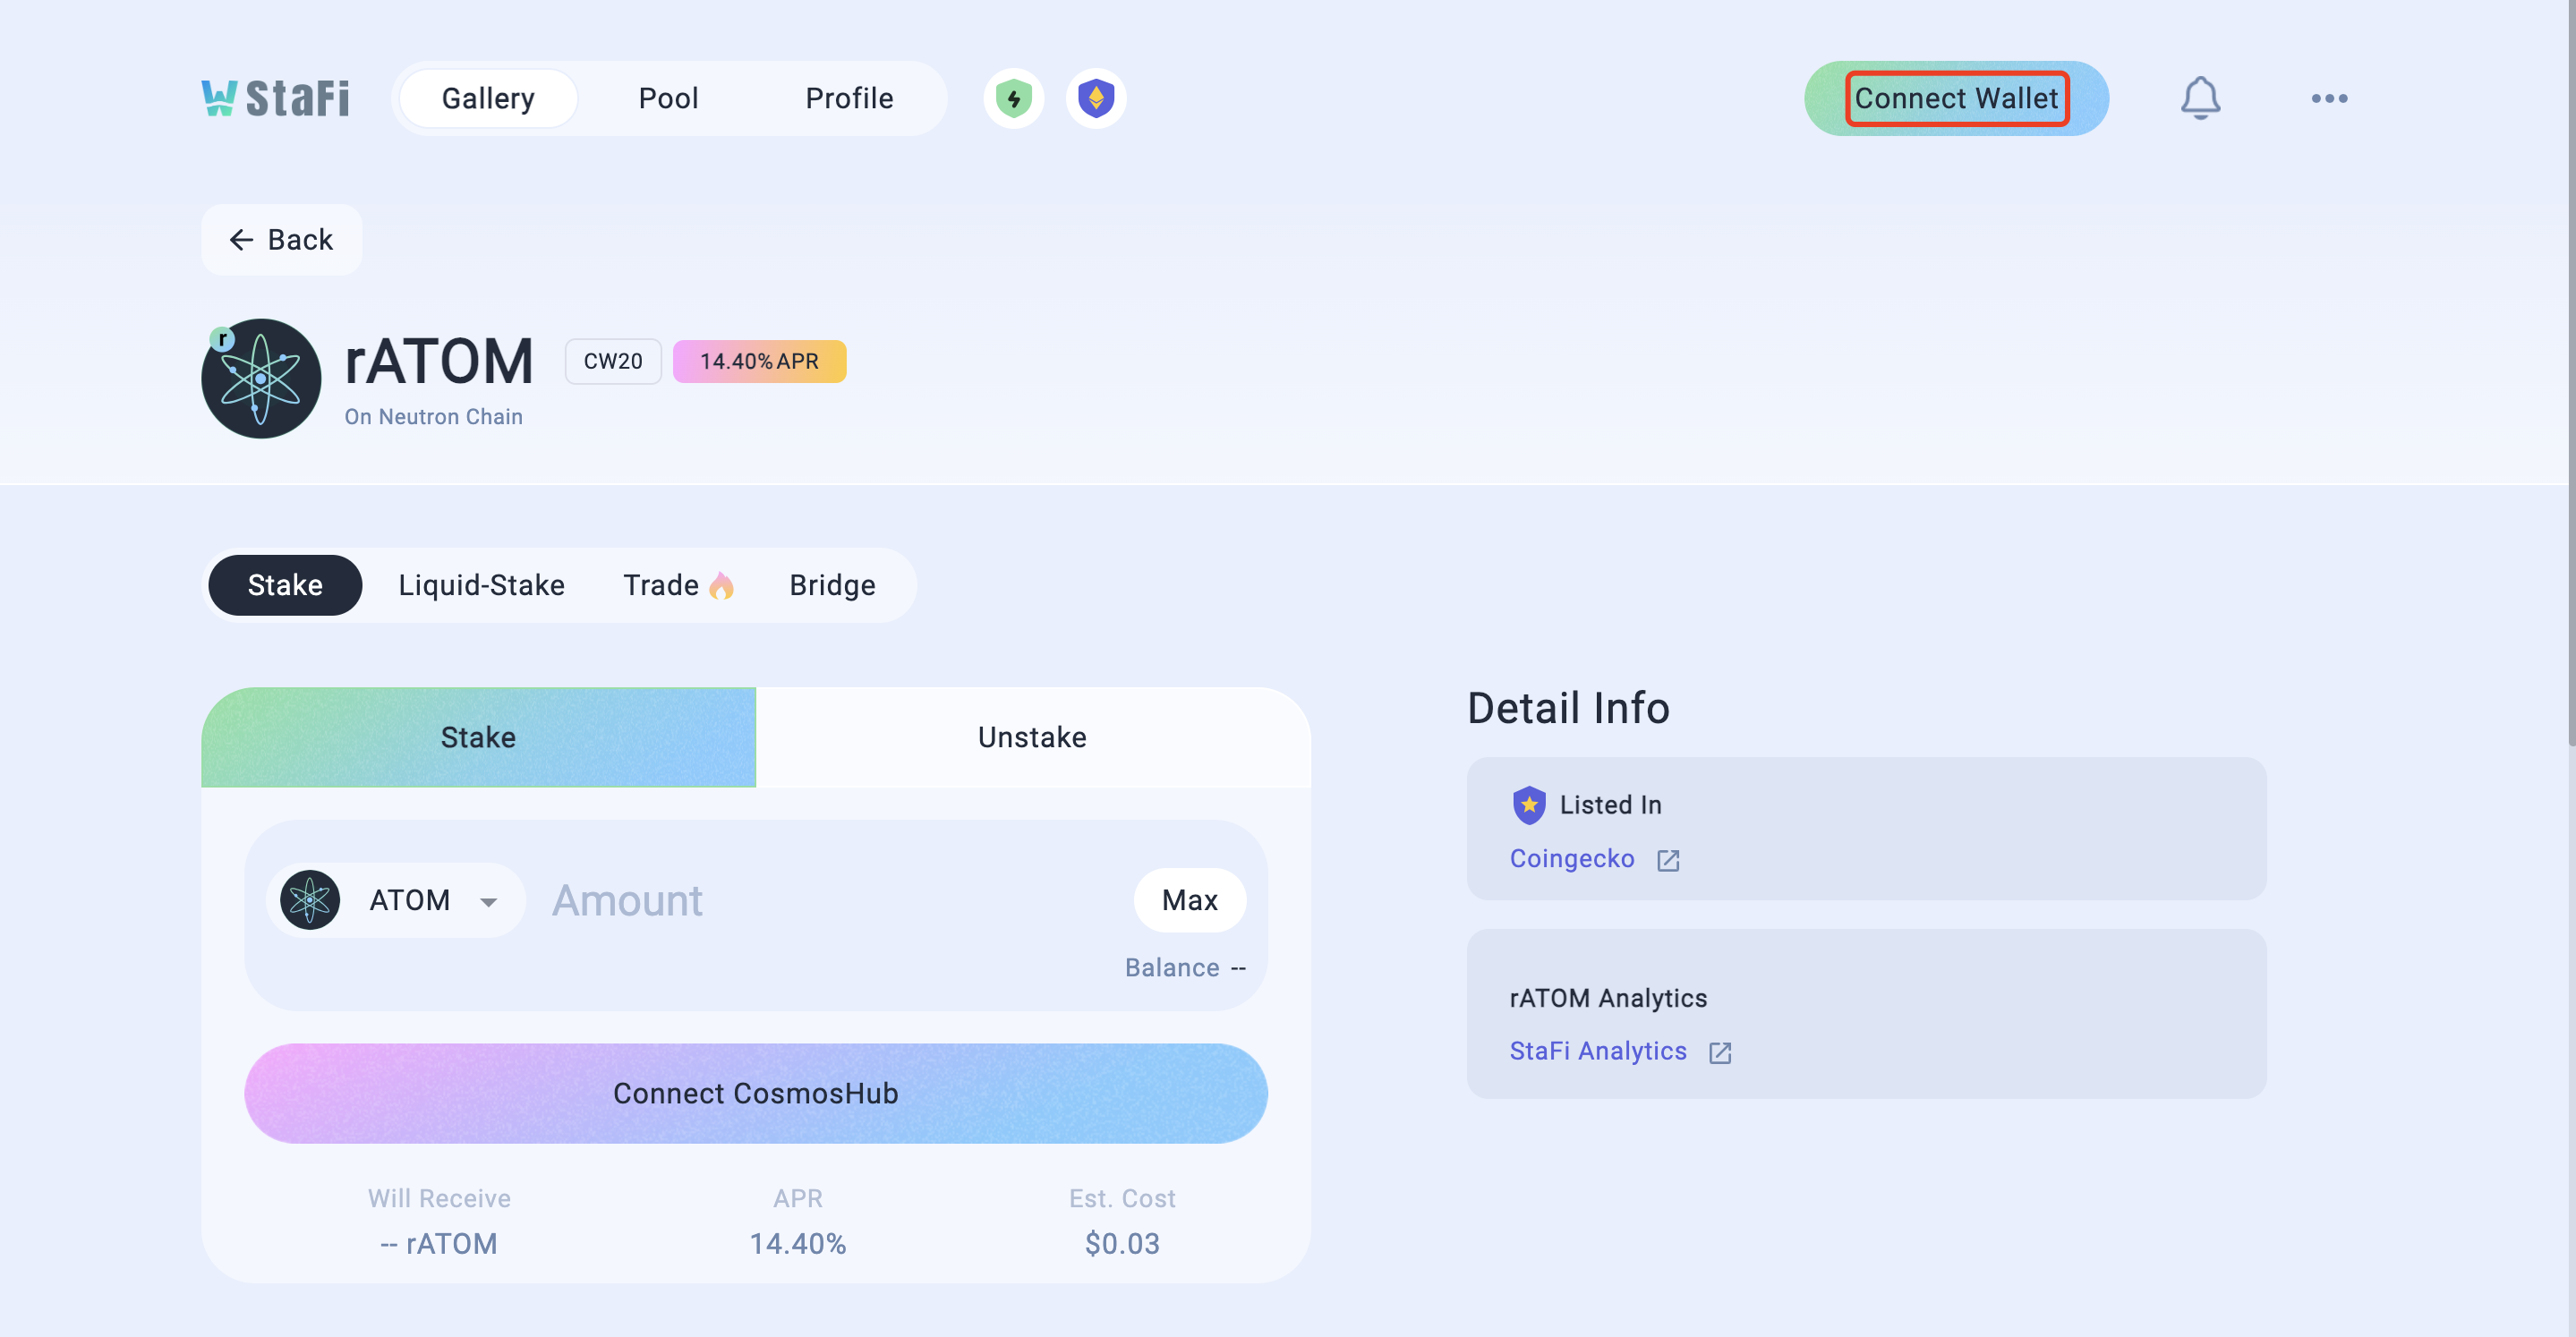 StaFi
Gallery
Pool
Profile
Connect Wallet
Back
r
rATOM
CW20
14.40% APR
On Neutron Chain
Stake
Liquid-Stake
Trade
Bridge
Stake
Unstake
ATOM
Amount
Max
Balance --
Connect CosmosHub
Will Receive
-- rATOM
APR
14.40%
Est. Cost
$0.03
Detail Info
Listed In
Coingecko
rATOM Analytics
StaFi Analytics